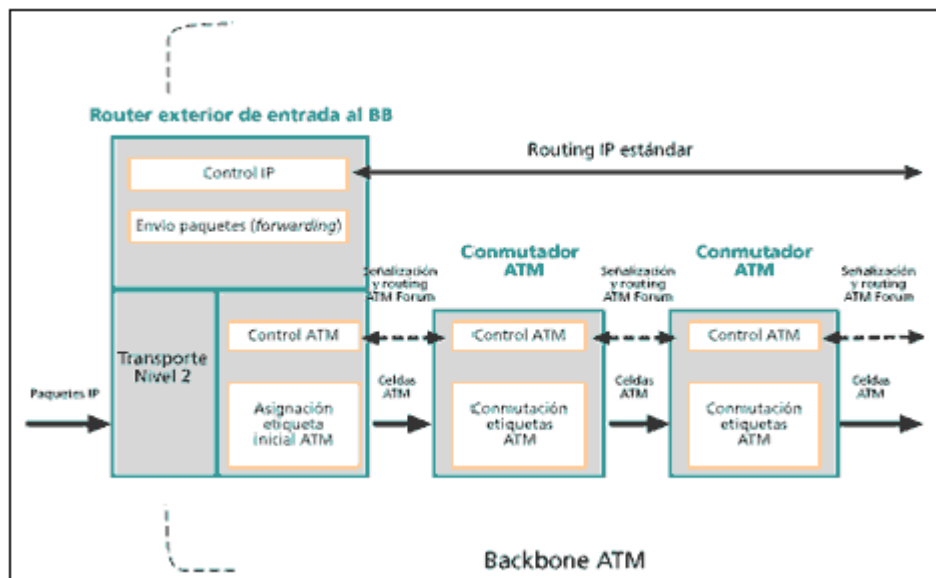 Router exterior de entrada al BB
Control IP
Routing IP estándar
Envío paquetes (forwarding)
Conmutador
ATM
Conmutador
ATM
Señalización
y routing
ATM Forum
Señalización
y routing
ATM Forum
Señalización
y routing
ATM Forum
Transporte
Nivel 2
Control ATM
Control ATM
Control ATM
Paquetes IP
Asignación
etiqueta
inicial ATM
Celdas
ATM
Conmutación
etiquetas
ATM
Celdas
ATM
Conmutación
etiquetas
ATM
Celdas
ATM
Backbone ATM